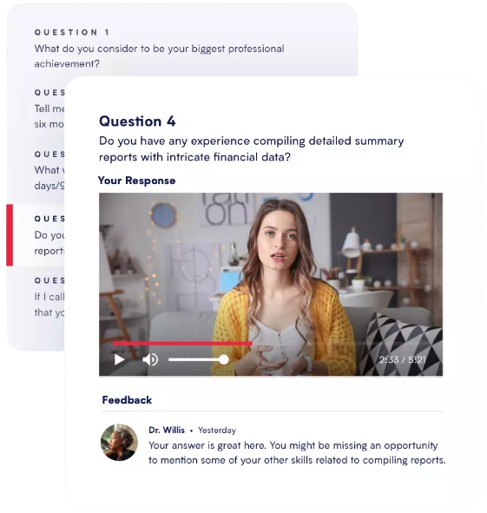 QUESTION 1
What do you consider to be your biggest professional
achievement?
QUES
Tell me
six mo
QUES
What
days/9
QUES
Do you
report
QUES
If I call
that yo
Question 4
Do you have any experience compiling detailed summary
reports with intricate financial data?
Your Response
on
2:33 / 5:21
Feedback
Dr. Willis • Yesterday
Your answer is great here. You might be missing an opportunity
to mention some of your other skills related to compiling reports.